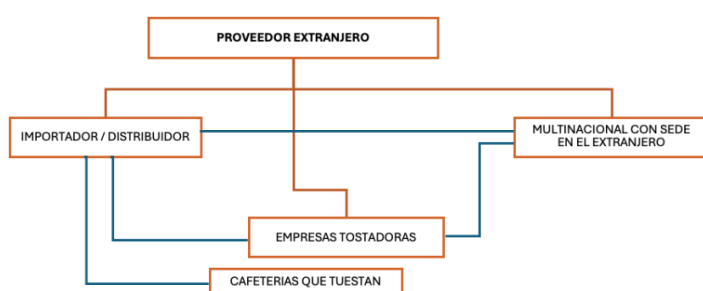 PROVEEDOR EXTRANJERO
IMPORTADOR / DISTRIBUIDOR
MULTINACIONAL CON SEDE
EN EL EXTRANJERO
EMPRESAS TOSTADORAS
CAFETERIAS QUE TUESTAN